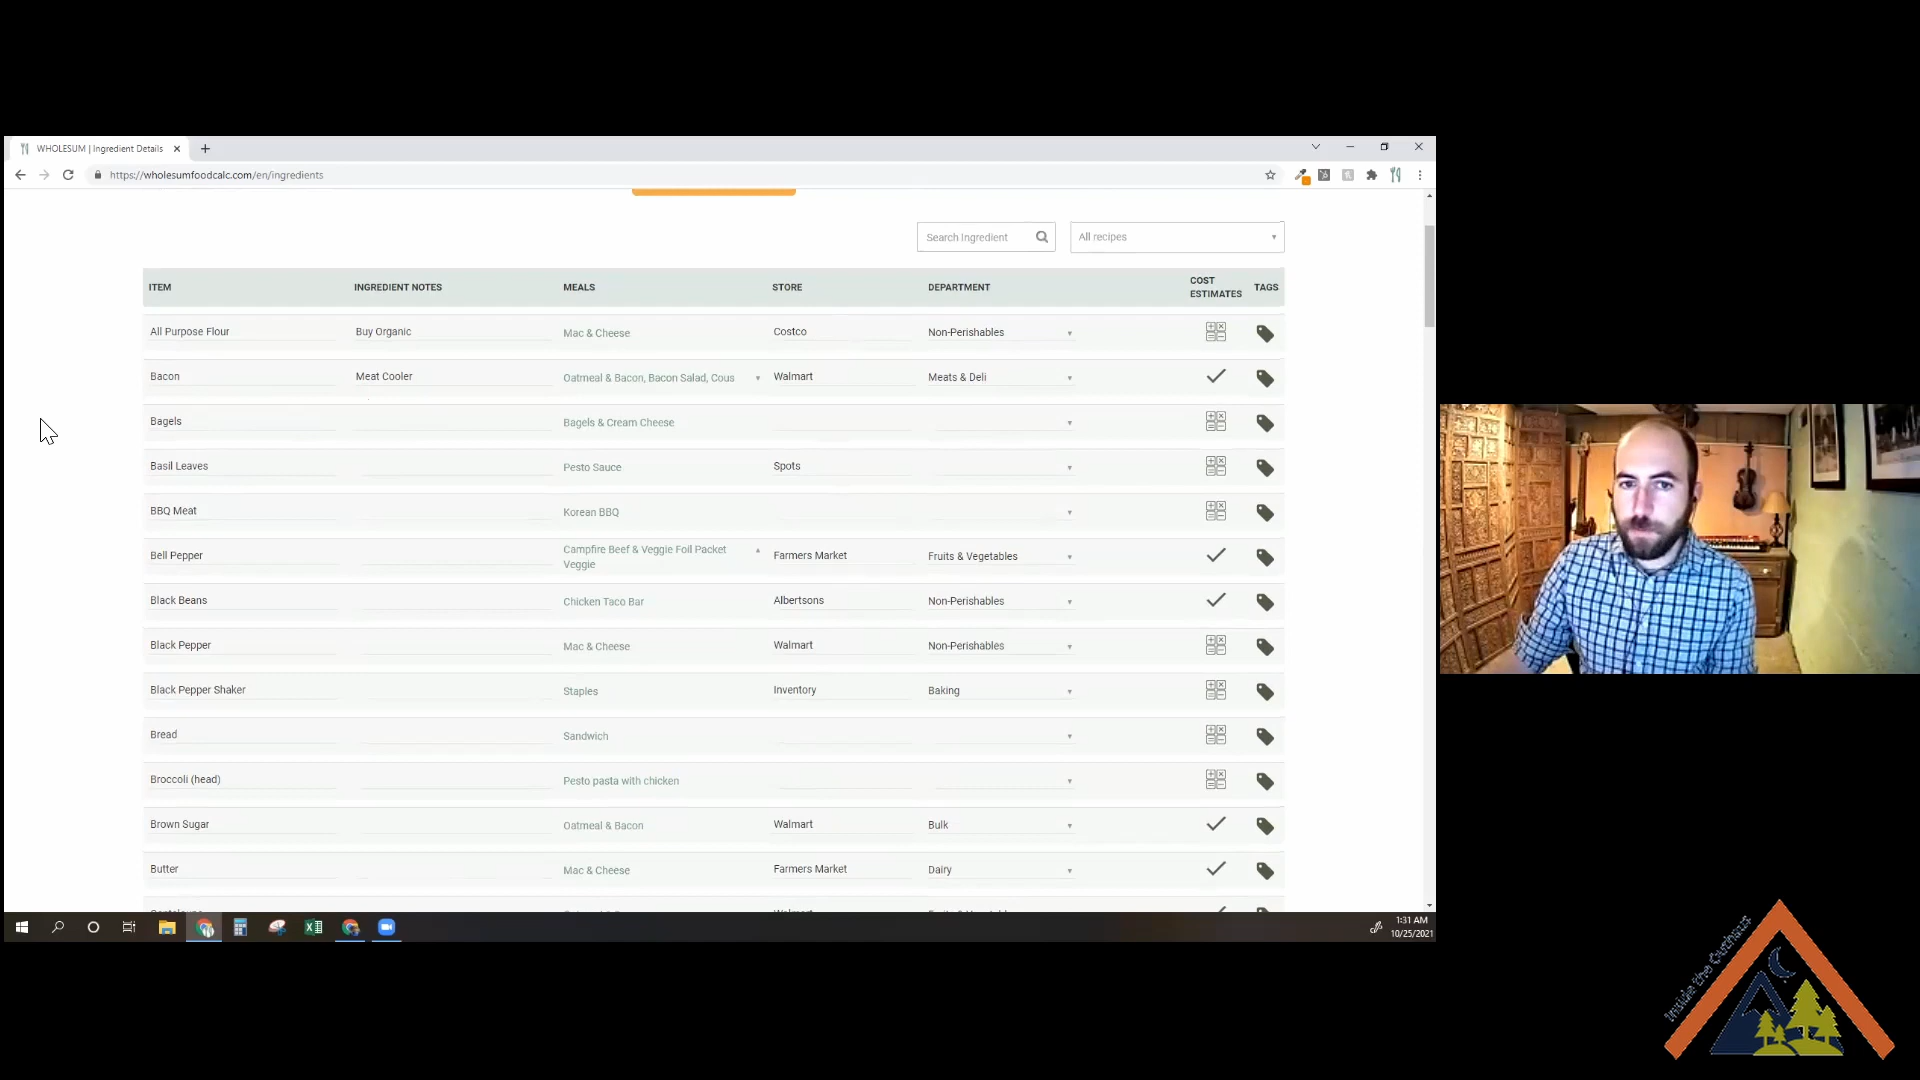 WHOLESUM | Ingredient Details
https://wholesumfoodcalc.com/en/ingredients
Search Ingredient
All recipes
ITEM INGREDIENT NOTES MEALS STORE DEPARTMENT COST ESTIMATES TAGS
All Purpose Flour Buy Organic Mac & Cheese Costco Non-Perishables
Bacon Meat Cooler Oatmeal & Bacon, Bacon Salad, Cous Walmart Meats & Deli
Bagels Bagels & Cream Cheese
Basil Leaves Pesto Sauce Spots
BBQ Meat Korean BBQ
Bell Pepper Campfire Beef & Veggie Foil Packet Farmers Market Fruits & Vegetables
Veggie
Black Beans Chicken Taco Bar Albertsons Non-Perishables
Black Pepper Mac & Cheese Walmart Non-Perishables
Black Pepper Shaker Staples Inventory Baking
Bread Sandwich
Broccoli (head) Pesto pasta with chicken
Brown Sugar Oatmeal & Bacon Walmart Bulk
Butter Mac & Cheese Farmers Market Dairy
1:31 AM
10/25/2021
Inside the Outhaus